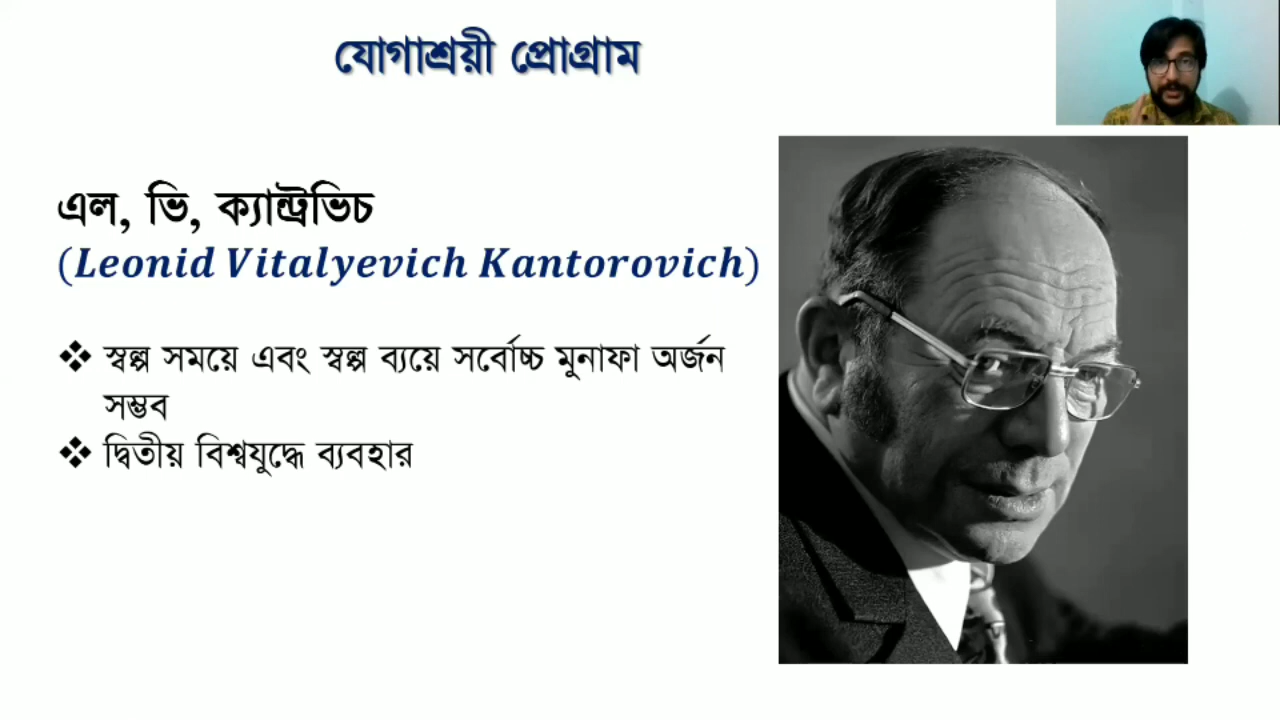 যোগাশ্রয়ী প্রোগ্রাম
এল, ভি, ক্যান্ট্রভিচ
(Leonid Vitalyevich Kantorovich)
❖ স্বল্প সময়ে এবং স্বল্প ব্যয়ে সর্বোচ্চ মুনাফা অর্জন
সম্ভব
❖ দ্বিতীয় বিশ্বযুদ্ধে ব্যবহার